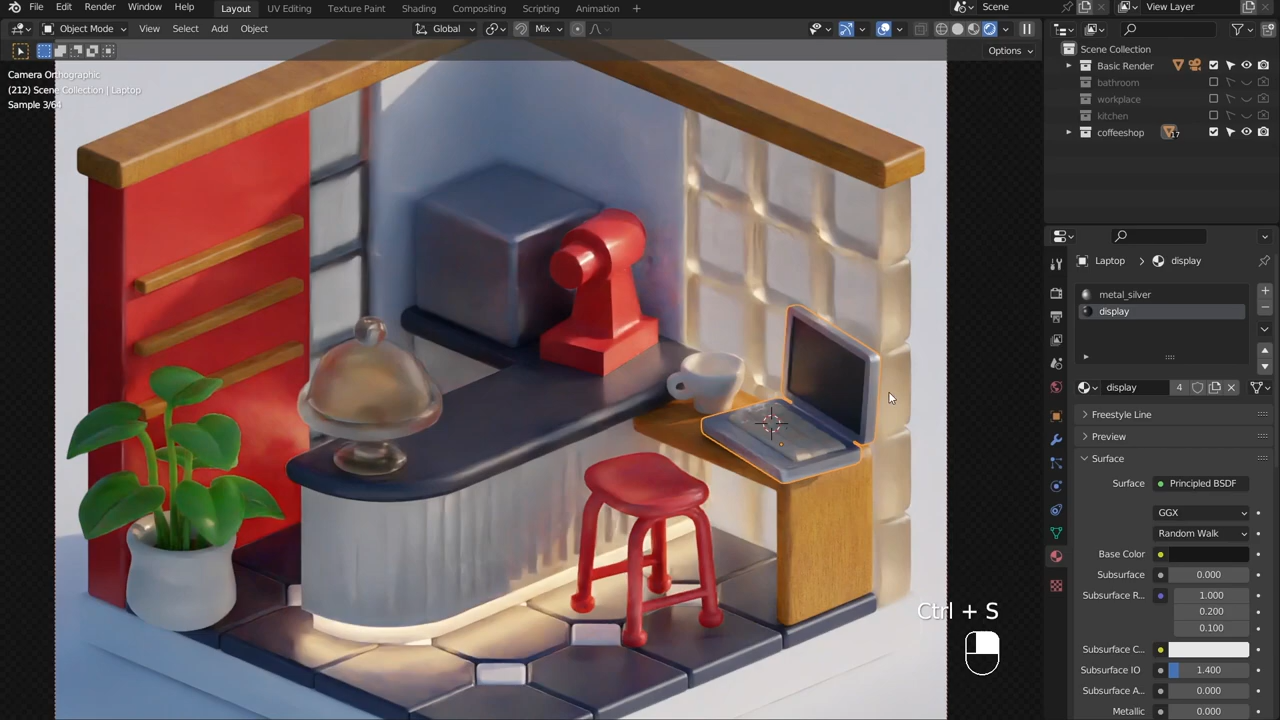 File Edit Render Window Help Layout UV Editing Texture Paint Shading Compositing Scripting Animation + Scene View Layer
Object Mode View Select Add Object Global Mix
Options
Camera Orthographic
(212) Scene Collection | Laptop
Sample 3/64
Ctrl + S
Scene Collection
Basic Render
bathroom
workplace
kitchen
coffeeshop 17
Laptop > display
metal_silver
display
display 4
Freestyle Line
Preview
Surface
Surface Principled BSDF
GGX
Random Walk
Base Color
Subsurface 0.000
Subsurface R... 1.000
0.200
0.100
Subsurface C...
Subsurface IO 1.400
Subsurface A... 0.000
Metallic 0.000